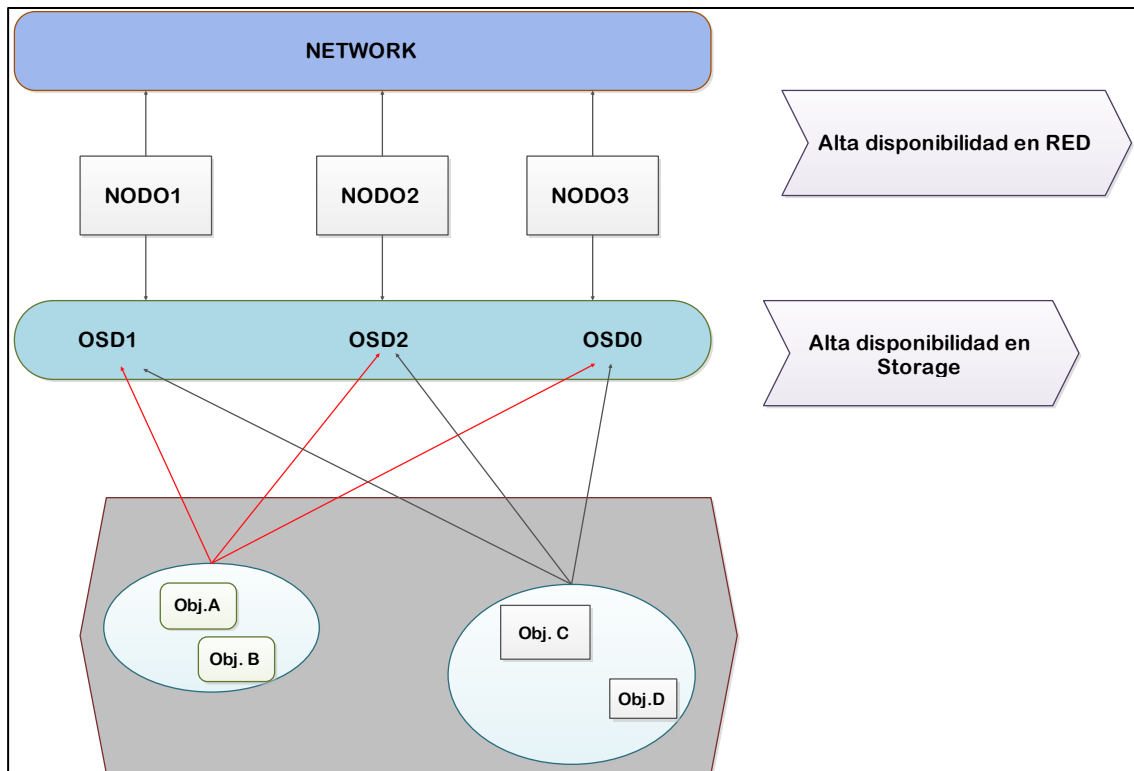 NETWORK
Alta disponibilidad en RED
NODO1
NODO2
NODO3
OSD1
OSD2
OSD0
Alta disponibilidad en
Storage
Obj.A
Obj. B
Obj. C
Obj.D